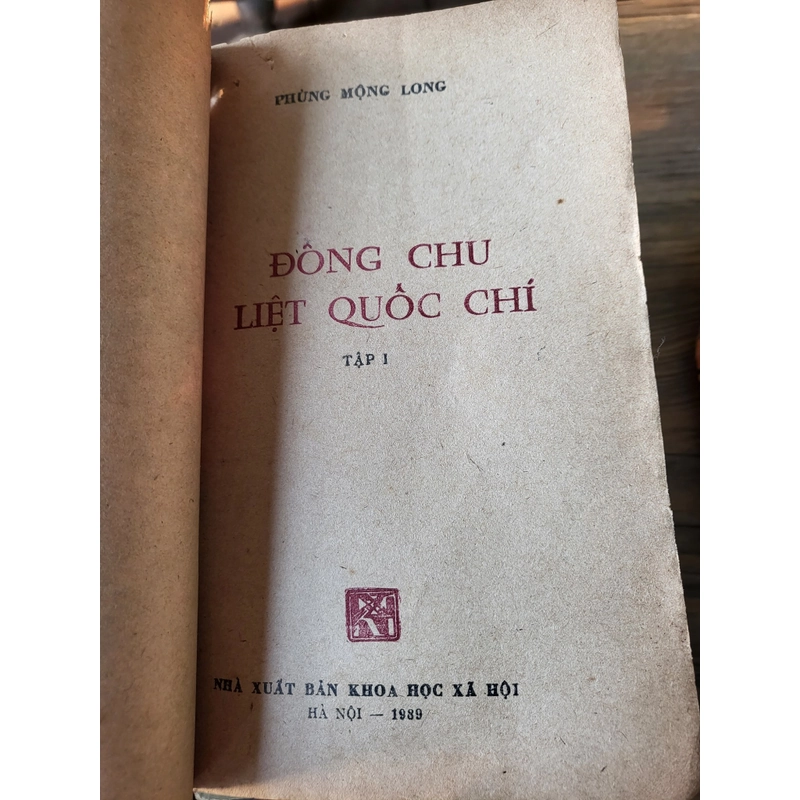 PHÙNG MỘNG LONG
ĐÔNG CHU
LIỆT QUỐC CHÍ
TẬP I
NHÀ XUẤT BẢN KHOA HỌC XÃ HỘI
HÀ NỘI — 1989